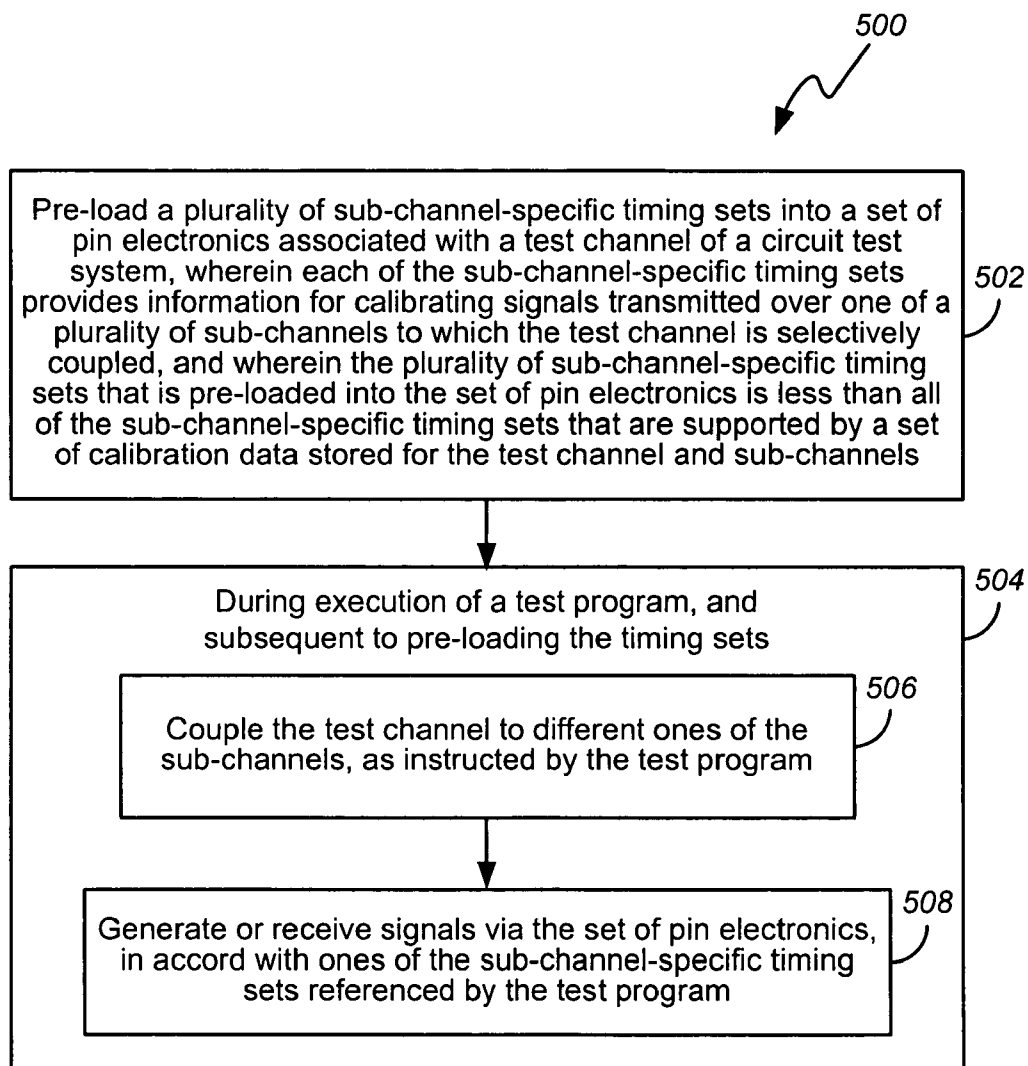 500
Pre-load a plurality of sub-channel-specific timing sets into a set of
pin electronics associated with a test channel of a circuit test
system, wherein each of the sub-channel-specific timing sets
provides information for calibrating signals transmitted over one of a
plurality of sub-channels to which the test channel is selectively
coupled, and wherein the plurality of sub-channel-specific timing
sets that is pre-loaded into the set of pin electronics is less than all
of the sub-channel-specific timing sets that are supported by a set
of calibration data stored for the test channel and sub-channels
502
504
During execution of a test program, and
subsequent to pre-loading the timing sets
506
Couple the test channel to different ones of the
sub-channels, as instructed by the test program
508
Generate or receive signals via the set of pin electronics,
in accord with ones of the sub-channel-specific timing
sets referenced by the test program